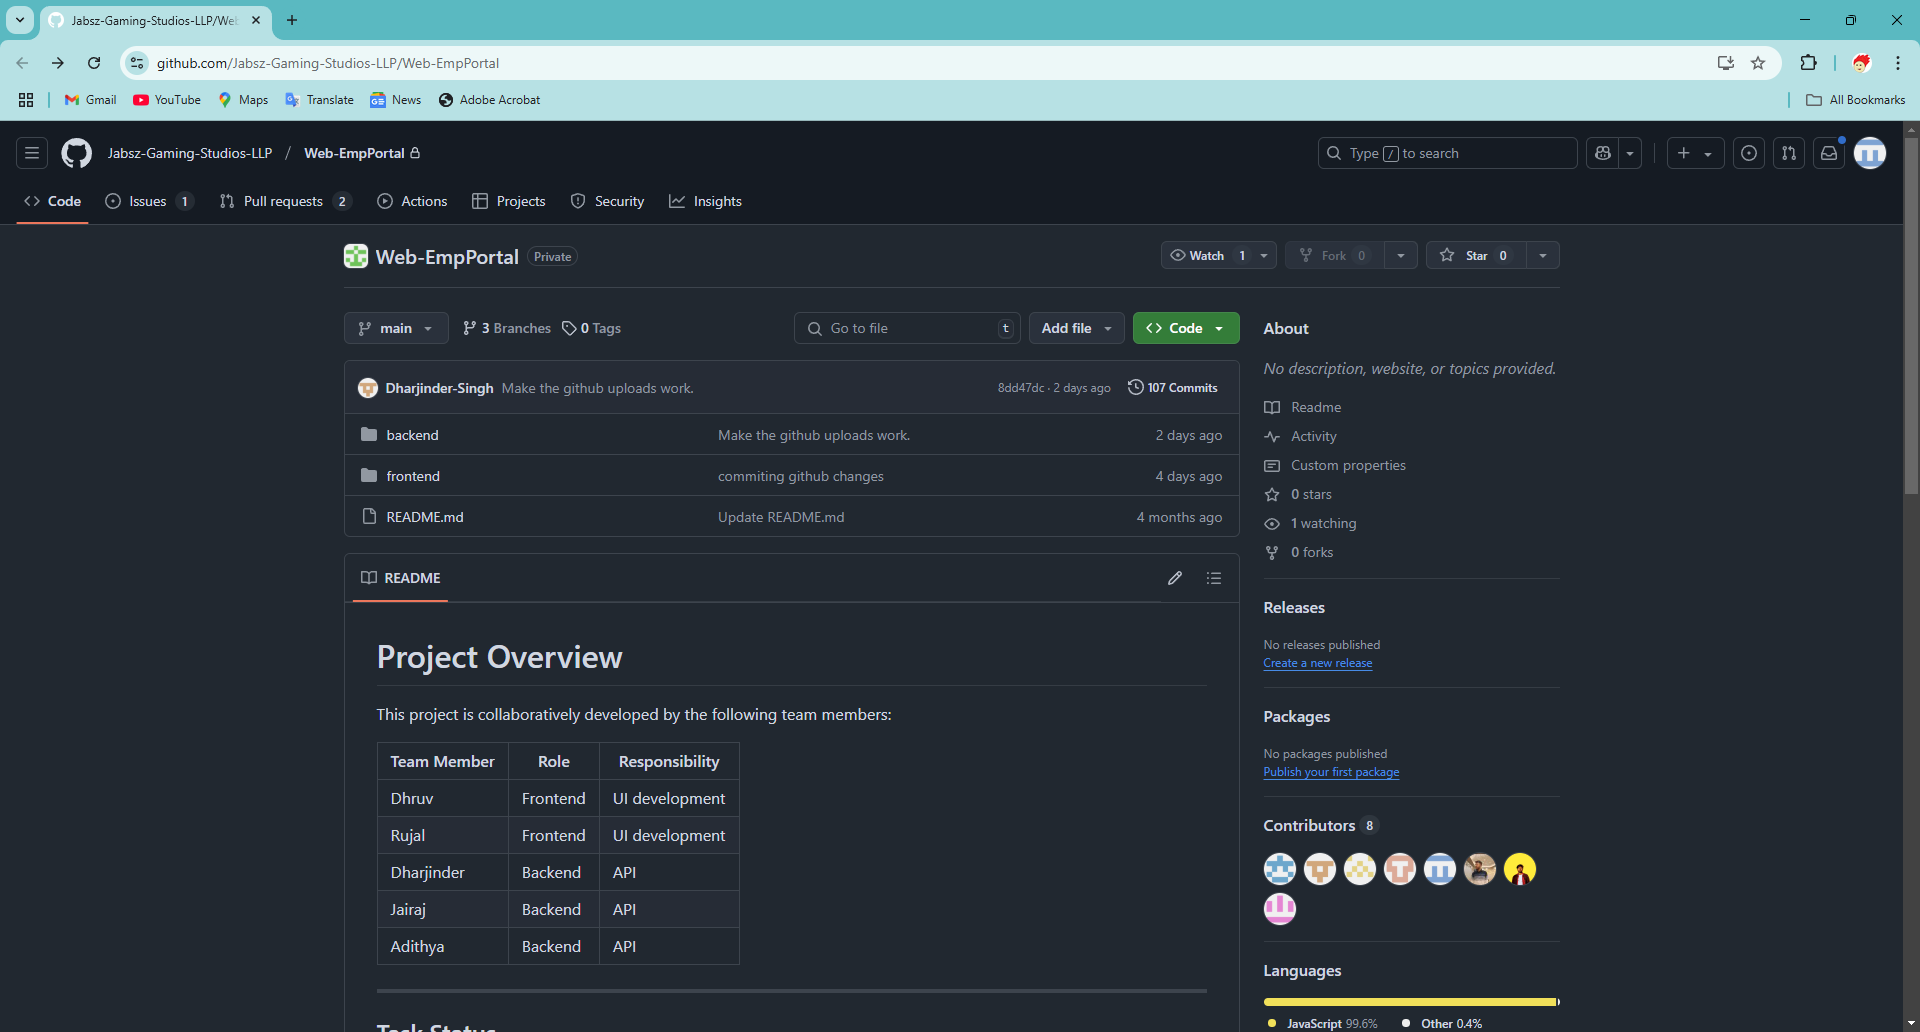 Jabsz-Gaming-Studios-LLP/Web
github.com/Jabsz-Gaming-Studios-LLP/Web-EmpPortal
Gmail YouTube Maps Translate News Adobe Acrobat All Bookmarks
Jabsz-Gaming-Studios-LLP / Web-EmpPortal Type / to search
Code Issues 1 Pull requests 2 Actions Projects Security Insights
Web-EmpPortal Private Watch 1 Fork 0 Star 0
main 3 Branches 0 Tags Go to file t Add file Code
Dharjinder-Singh Make the github uploads work. 8dd47dc · 2 days ago 107 Commits
backend Make the github uploads work. 2 days ago
frontend commiting github changes 4 days ago
README.md Update README.md 4 months ago
README
Project Overview
This project is collaboratively developed by the following team members:
Team Member Role Responsibility
Dhruv Frontend UI development
Rujal Frontend UI development
Dharjinder Backend API
Jairaj Backend API
Adithya Backend API
About
No description, website, or topics provided.
Readme
Activity
Custom properties
0 stars
1 watching
0 forks
Releases
No releases published
Create a new release
Packages
No packages published
Publish your first package
Contributors 8
Languages
JavaScript 99.6% Other 0.4%